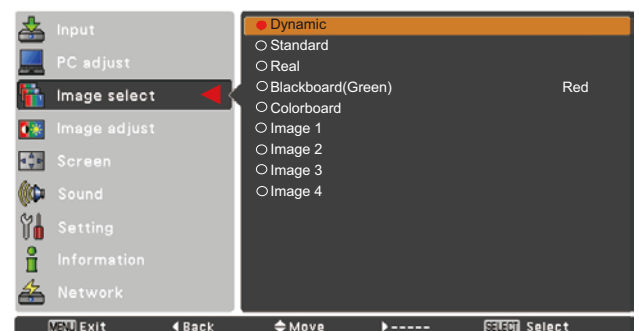 Input
PC adjust
Image select
Image adjust
Screen
Sound
Setting
Information
Network
Dynamic
Standard
Real
Blackboard(Green) Red
Colorboard
Image 1
Image 2
Image 3
Image 4
MENU Exit Back Move ----- SELECT Select